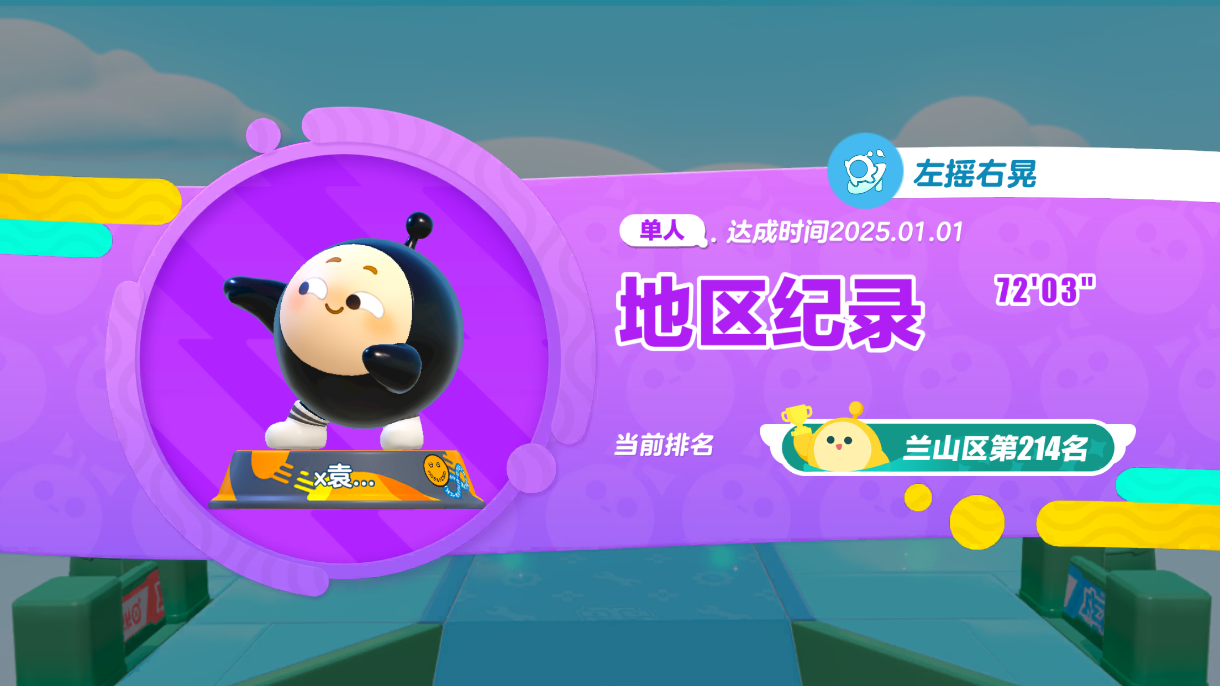 左摇右晃
单人. 达成时间2025.01.01
地区纪录
72'03"
当前排名
兰山区第214名
x袁...